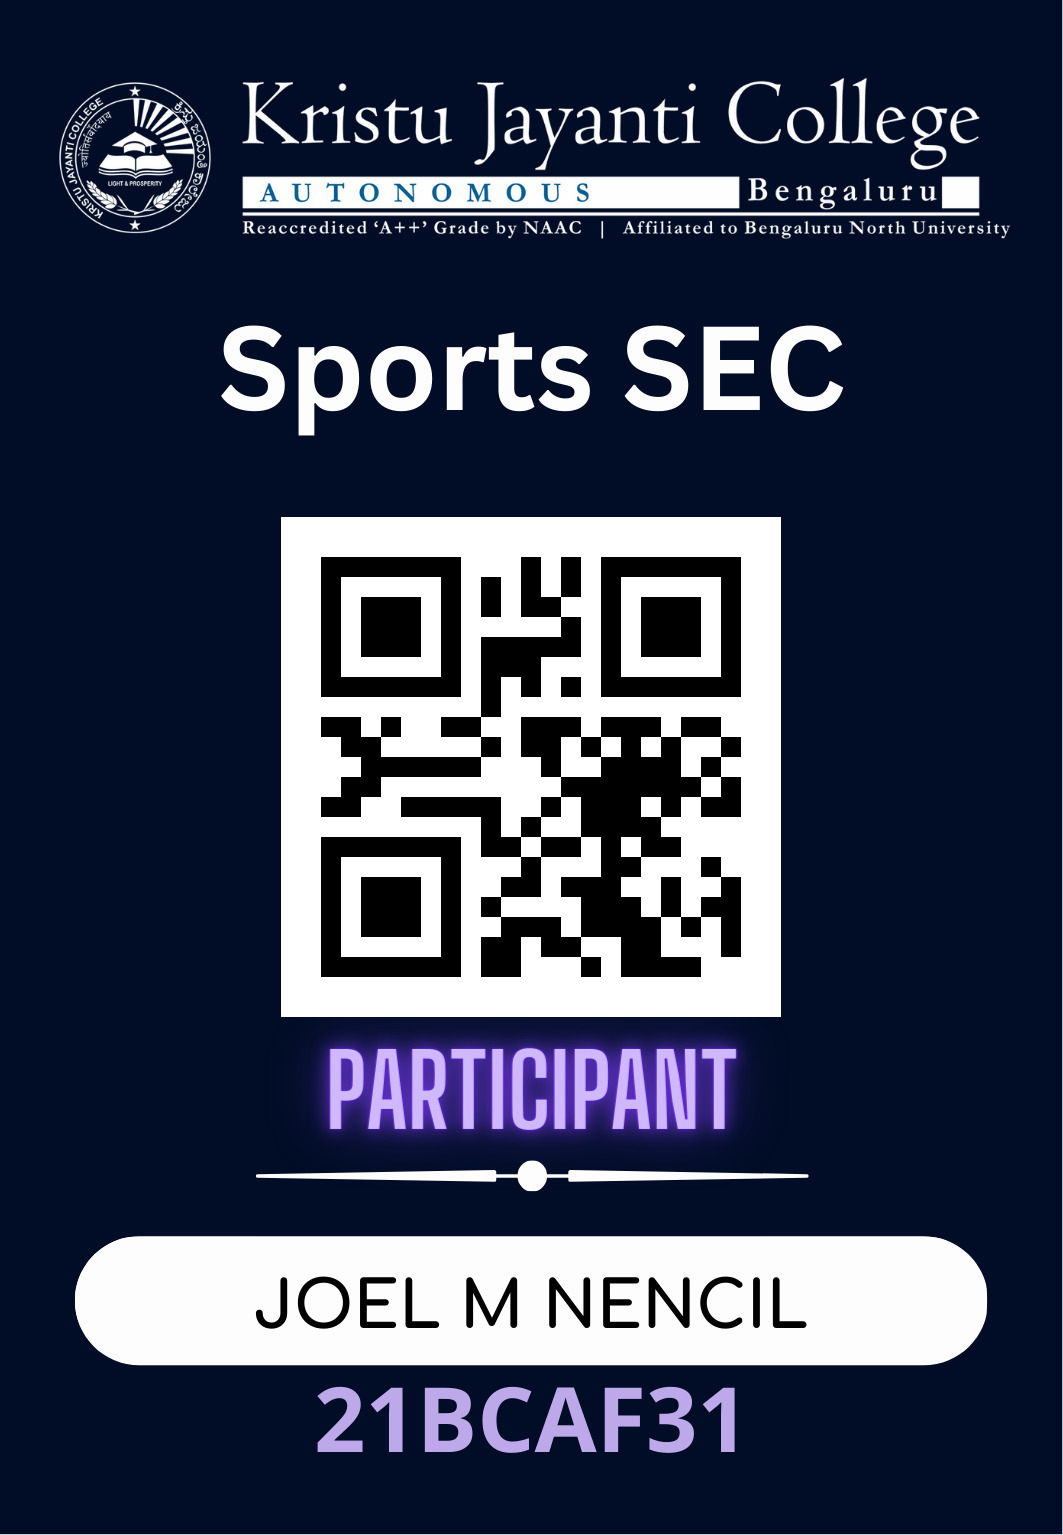 Kristu Jayanti College
AUTONOMOUS Bengaluru
Reaccredited ‘A++’ Grade by NAAC | Affiliated to Bengaluru North University
KRISTU JAYANTI COLLEGE
ಕ್ರಿಸ್ತು ಜಯಂತಿ ಕಾಲೇಜು
LIGHT & PROSPERITY
Sports SEC
PARTICIPANT
JOEL M NENCIL
21BCAF31